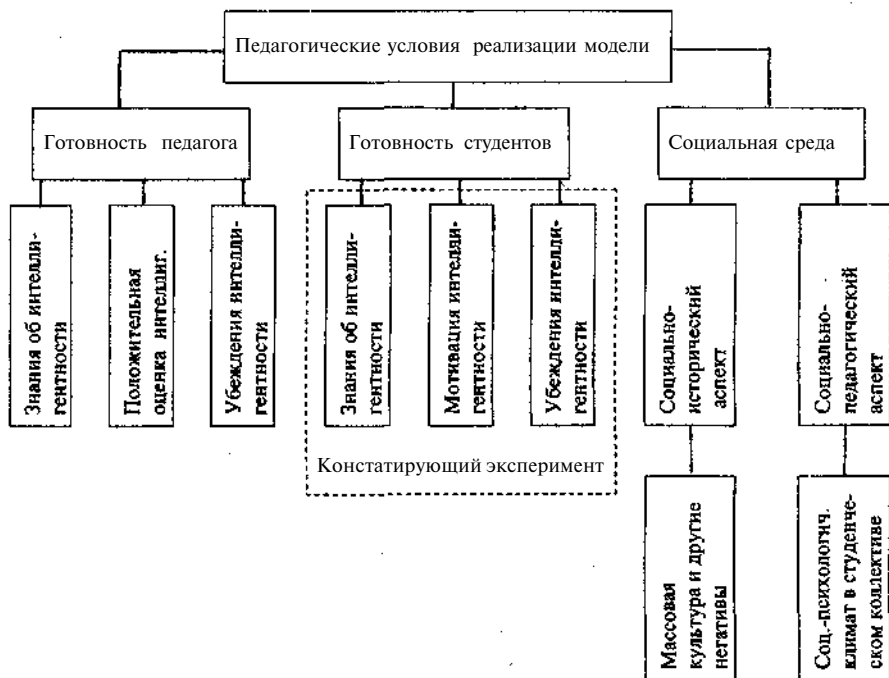 Педагогические условия реализации модели
Готовность педагога
Готовность студентов
Социальная среда
Знания об интелли-
гентности
Положительная
оценка интеллиг.
Убеждения интелли-
гентности
Знания об интелли-
гентности
Мотивация интелли-
гентности
Убеждения интелли-
гентности
Социально-
исторический
аспект
Социально-
педагогический
аспект
Констатирующий эксперимент
Массовая
культура и другие
негативы
Соц.-психологич.
климат в студенче-
ском коллективе